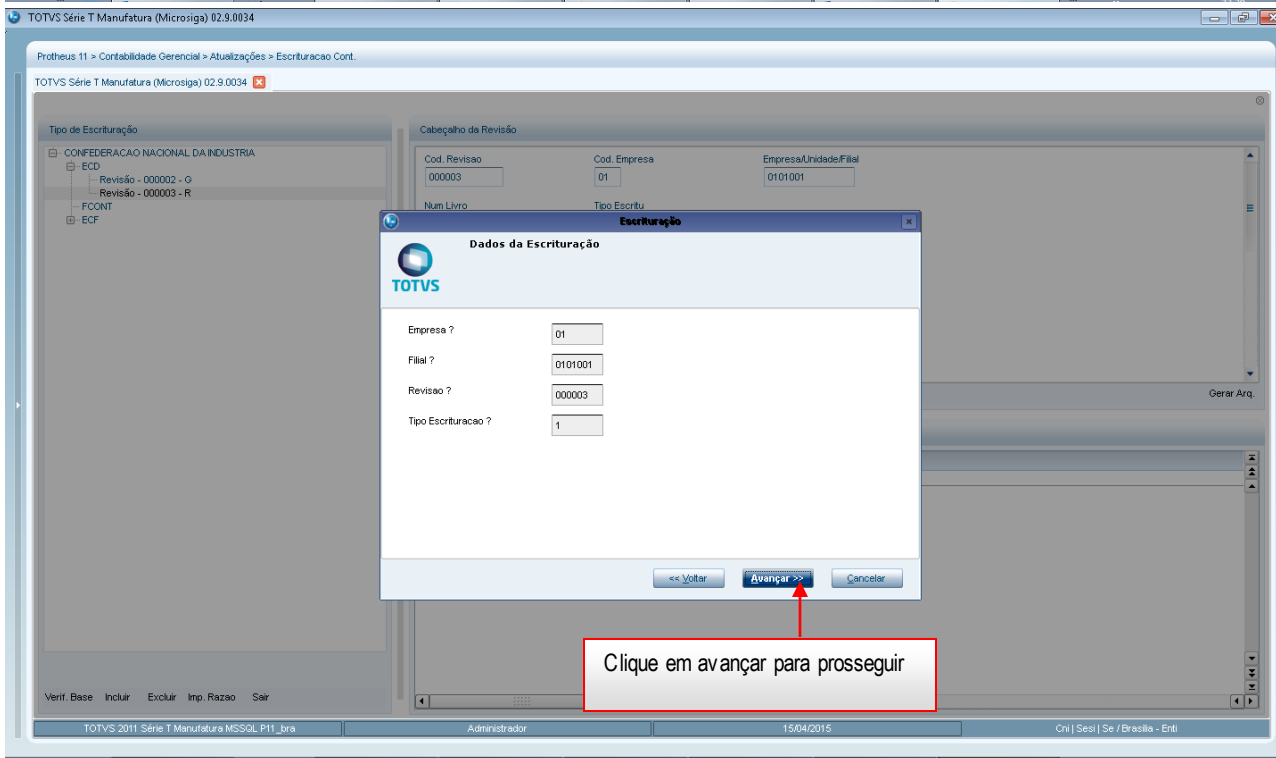 TOTVS Série T Manufatura (Microsiga) 02.9.0034
Protheus 11 > Contabilidade Gerencial > Atualizações > Escrituracao Cont.
TOTVS Série T Manufatura (Microsiga) 02.9.0034
Tipo de Escrituração
CONFEDERACAO NACIONAL DA INDUSTRIA
ECD
Revisão - 000002 - G
Revisão - 000003 - R
FCONT
ECF
Verif. Base Incluir Excluir Imp. Razao Sair
Cabeçalho da Revisão
Cod. Revisao Cod. Empresa Empresa/Unidade/Filial
000003 01 0101001
Num Livro Tipo Escritu
Gerar Arq.
Escrituração
Dados da Escrituração
TOTVS
Empresa ? 01
Filial ? 0101001
Revisao ? 000003
Tipo Escrituracao ? 1
<< Voltar Avançar >> Cancelar
Clique em avançar para prosseguir
TOTVS 2011 Série T Manufatura MSSQL P11_bra Administrador 15/04/2015 Cni | Sesi | Se / Brasilia - Enti